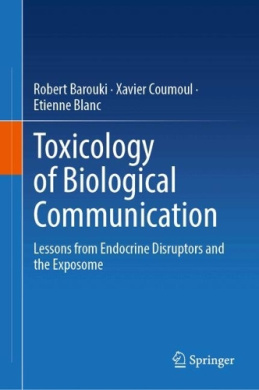 Robert Barouki · Xavier Coumoul ·
Etienne Blanc
Toxicology
of Biological
Communication
Lessons from Endocrine Disruptors and
the Exposome
Springer